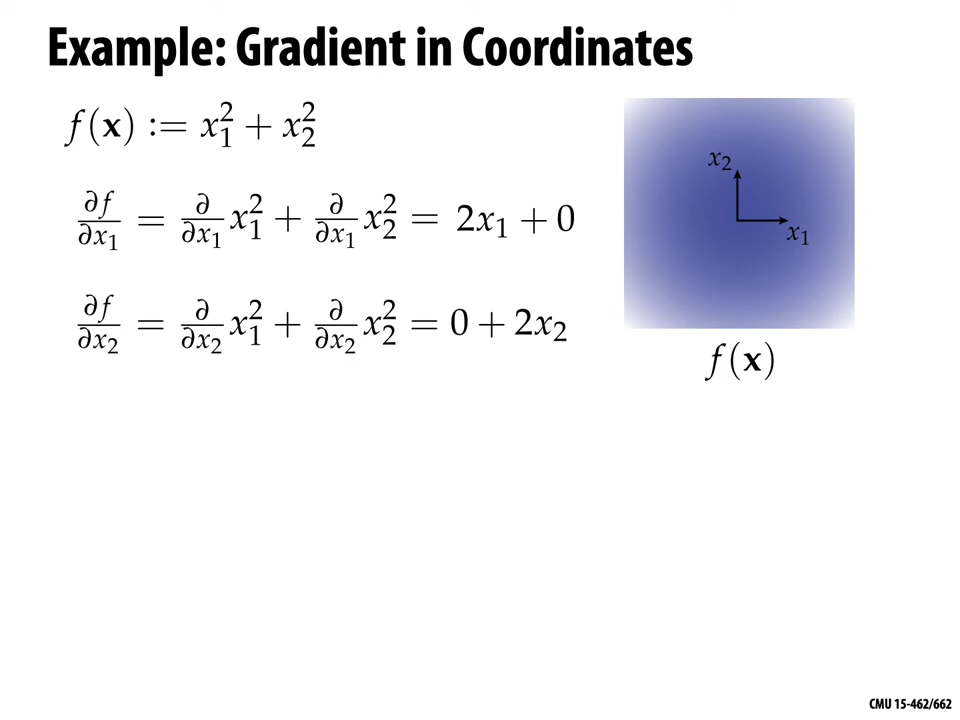 Example: Gradient in Coordinates
f(𝐱) := x₁² + x₂²
∂f/∂x₁ = ∂/∂x₁ x₁² + ∂/∂x₁ x₂² = 2x₁ + 0
∂f/∂x₂ = ∂/∂x₂ x₁² + ∂/∂x₂ x₂² = 0 + 2x₂
x₂
x₁
f(𝐱)
CMU 15-462/662